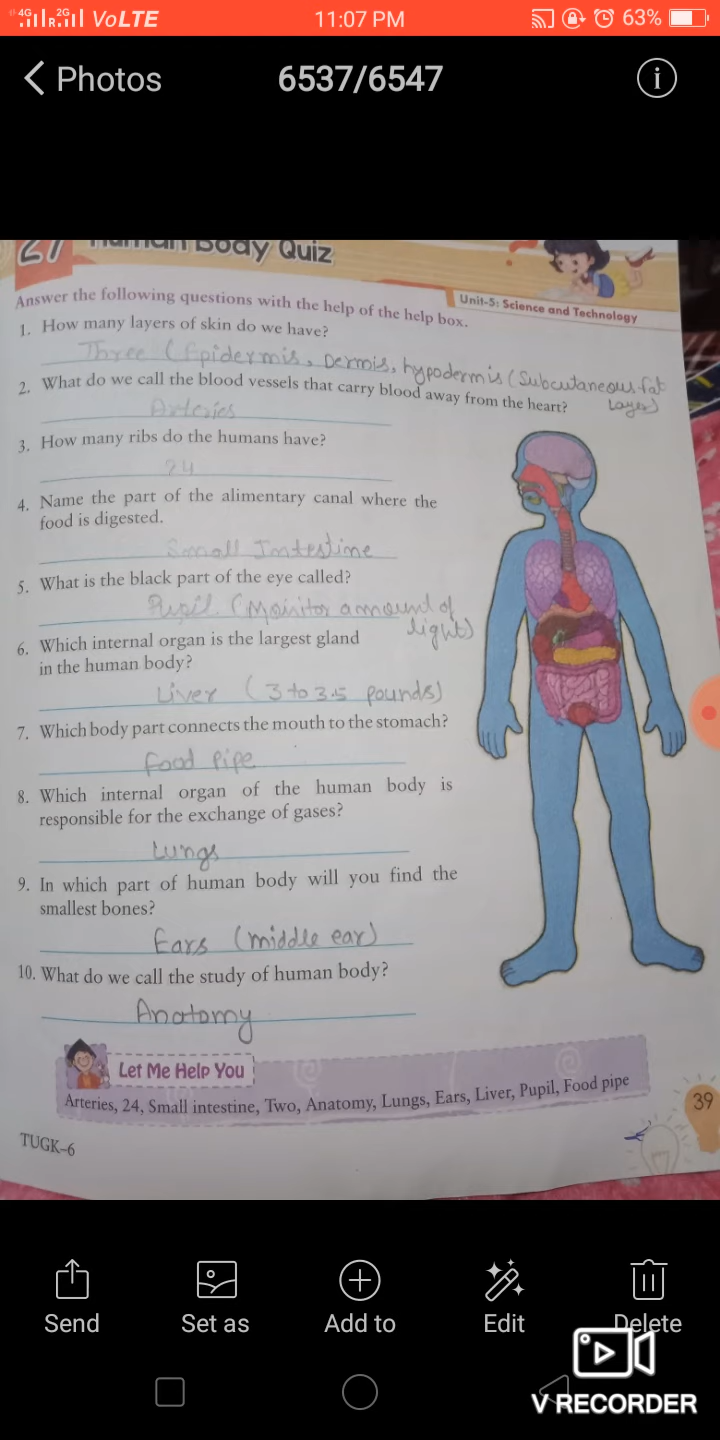 4G R 2G VoLTE 11:07 PM 63%
Photos 6537/6547 i
27 Human Body Quiz
Unit-5: Science and Technology
Answer the following questions with the help of the help box.
1. How many layers of skin do we have?
Three (Epidermis, Dermis, hypodermis (Subcutaneous fat
Layer)
2. What do we call the blood vessels that carry blood away from the heart?
Arteries
3. How many ribs do the humans have?
24
4. Name the part of the alimentary canal where the
food is digested.
Small Intestine
5. What is the black part of the eye called?
Pupil (Monitor amound of
light)
6. Which internal organ is the largest gland
in the human body?
Liver (3 to 3.5 pounds)
7. Which body part connects the mouth to the stomach?
food Pipe
8. Which internal organ of the human body is
responsible for the exchange of gases?
Lungs
9. In which part of human body will you find the
smallest bones?
Ears (middle ear)
10. What do we call the study of human body?
Anatomy
Let Me Help You
Arteries, 24, Small intestine, Two, Anatomy, Lungs, Ears, Liver, Pupil, Food pipe
39
TUGK-6
Send Set as Add to Edit Delete
V RECORDER